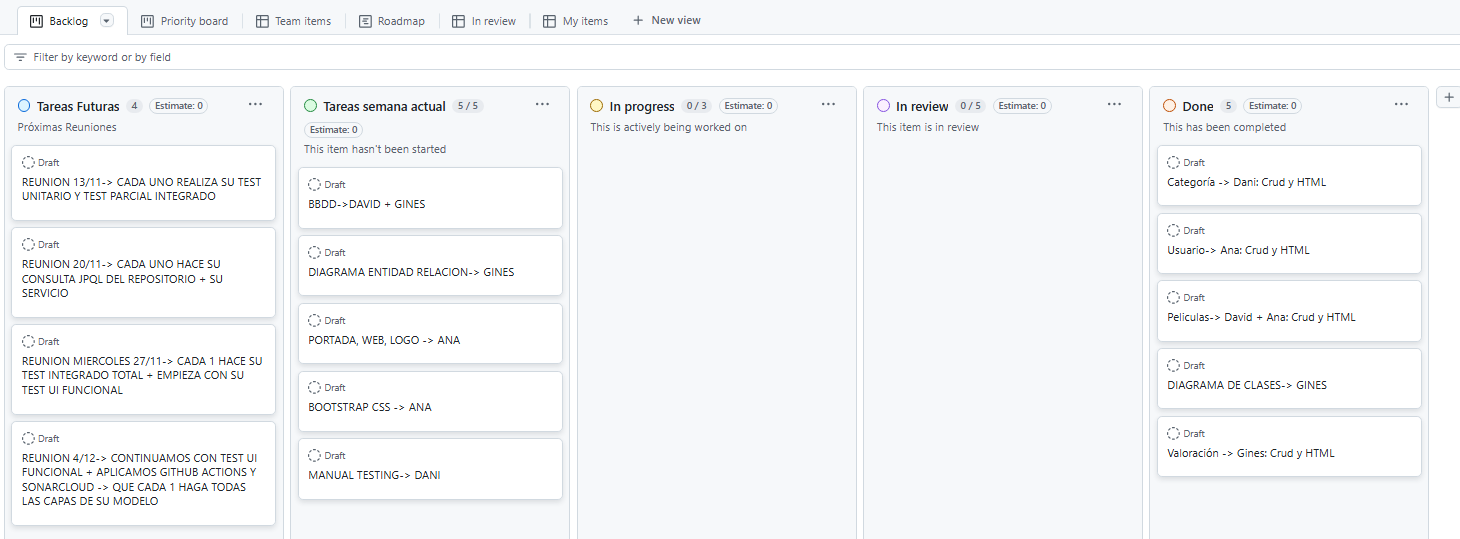 Backlog
Priority board
Team items
Roadmap
In review
My items
New view
Filter by keyword or by field
Tareas Futuras 4 Estimate: 0
Próximas Reuniones
Draft
REUNION 13/11-> CADA UNO REALIZA SU TEST
UNITARIO Y TEST PARCIAL INTEGRADO
Draft
REUNION 20/11-> CADA UNO HACE SU
CONSULTA JPQL DEL REPOSITORIO + SU
SERVICIO
Draft
REUNION MIERCOLES 27/11-> CADA 1 HACE SU
TEST INTEGRADO TOTAL + EMPIEZA CON SU
TEST UI FUNCIONAL
Draft
REUNION 4/12-> CONTINUAMOS CON TEST UI
FUNCIONAL + APLICAMOS GITHUB ACTIONS Y
SONARCLOUD -> QUE CADA 1 HAGA TODAS
LAS CAPAS DE SU MODELO
Tareas semana actual 5 / 5
Estimate: 0
This item hasn't been started
Draft
BBDD->DAVID + GINES
Draft
DIAGRAMA ENTIDAD RELACION-> GINES
Draft
PORTADA, WEB, LOGO -> ANA
Draft
BOOTSTRAP CSS -> ANA
Draft
MANUAL TESTING-> DANI
In progress 0 / 3 Estimate: 0
This is actively being worked on
In review 0 / 5 Estimate: 0
This item is in review
Done 5 Estimate: 0
This has been completed
Draft
Categoría -> Dani: Crud y HTML
Draft
Usuario-> Ana: Crud y HTML
Draft
Peliculas-> David + Ana: Crud y HTML
Draft
DIAGRAMA DE CLASES-> GINES
Draft
Valoración -> Gines: Crud y HTML